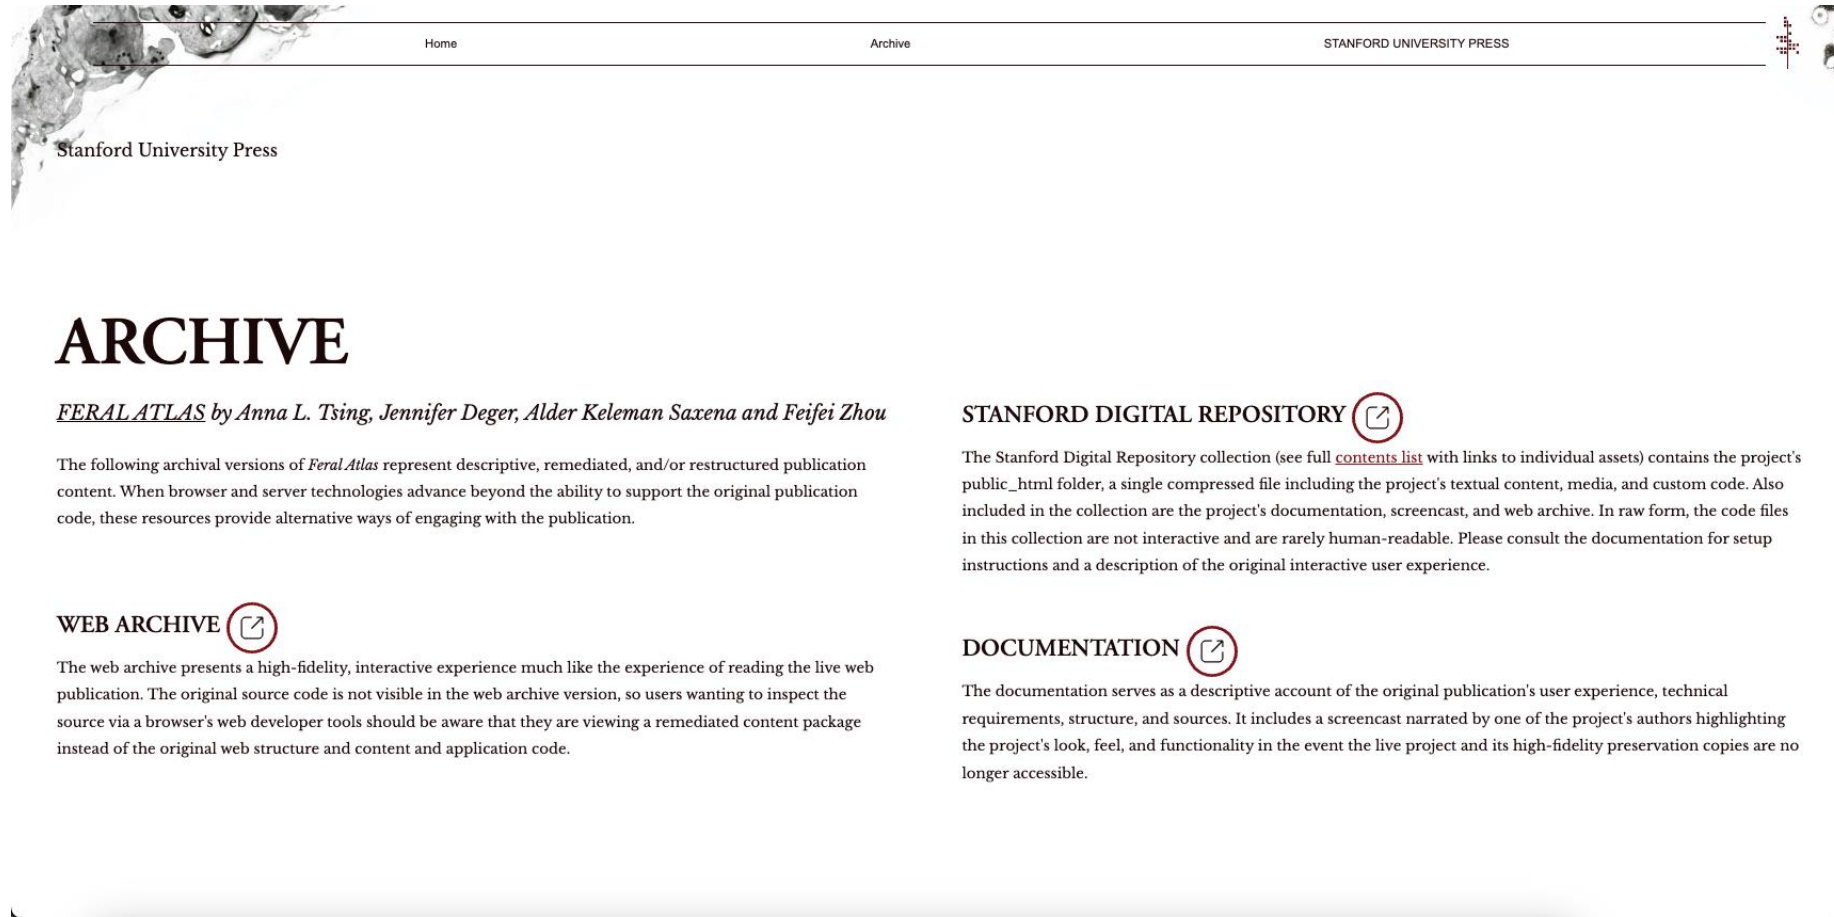 Home
Archive
STANFORD UNIVERSITY PRESS
Stanford University Press
ARCHIVE
FERAL ATLAS by Anna L. Tsing, Jennifer Deger, Alder Keleman Saxena and Feifei Zhou
The following archival versions of Feral Atlas represent descriptive, remediated, and/or restructured publication
content. When browser and server technologies advance beyond the ability to support the original publication
code, these resources provide alternative ways of engaging with the publication.
WEB ARCHIVE
The web archive presents a high-fidelity, interactive experience much like the experience of reading the live web
publication. The original source code is not visible in the web archive version, so users wanting to inspect the
source via a browser's web developer tools should be aware that they are viewing a remediated content package
instead of the original web structure and content and application code.
STANFORD DIGITAL REPOSITORY
The Stanford Digital Repository collection (see full contents list with links to individual assets) contains the project's
public_html folder, a single compressed file including the project's textual content, media, and custom code. Also
included in the collection are the project's documentation, screencast, and web archive. In raw form, the code files
in this collection are not interactive and are rarely human-readable. Please consult the documentation for setup
instructions and a description of the original interactive user experience.
DOCUMENTATION
The documentation serves as a descriptive account of the original publication's user experience, technical
requirements, structure, and sources. It includes a screencast narrated by one of the project's authors highlighting
the project's look, feel, and functionality in the event the live project and its high-fidelity preservation copies are no
longer accessible.